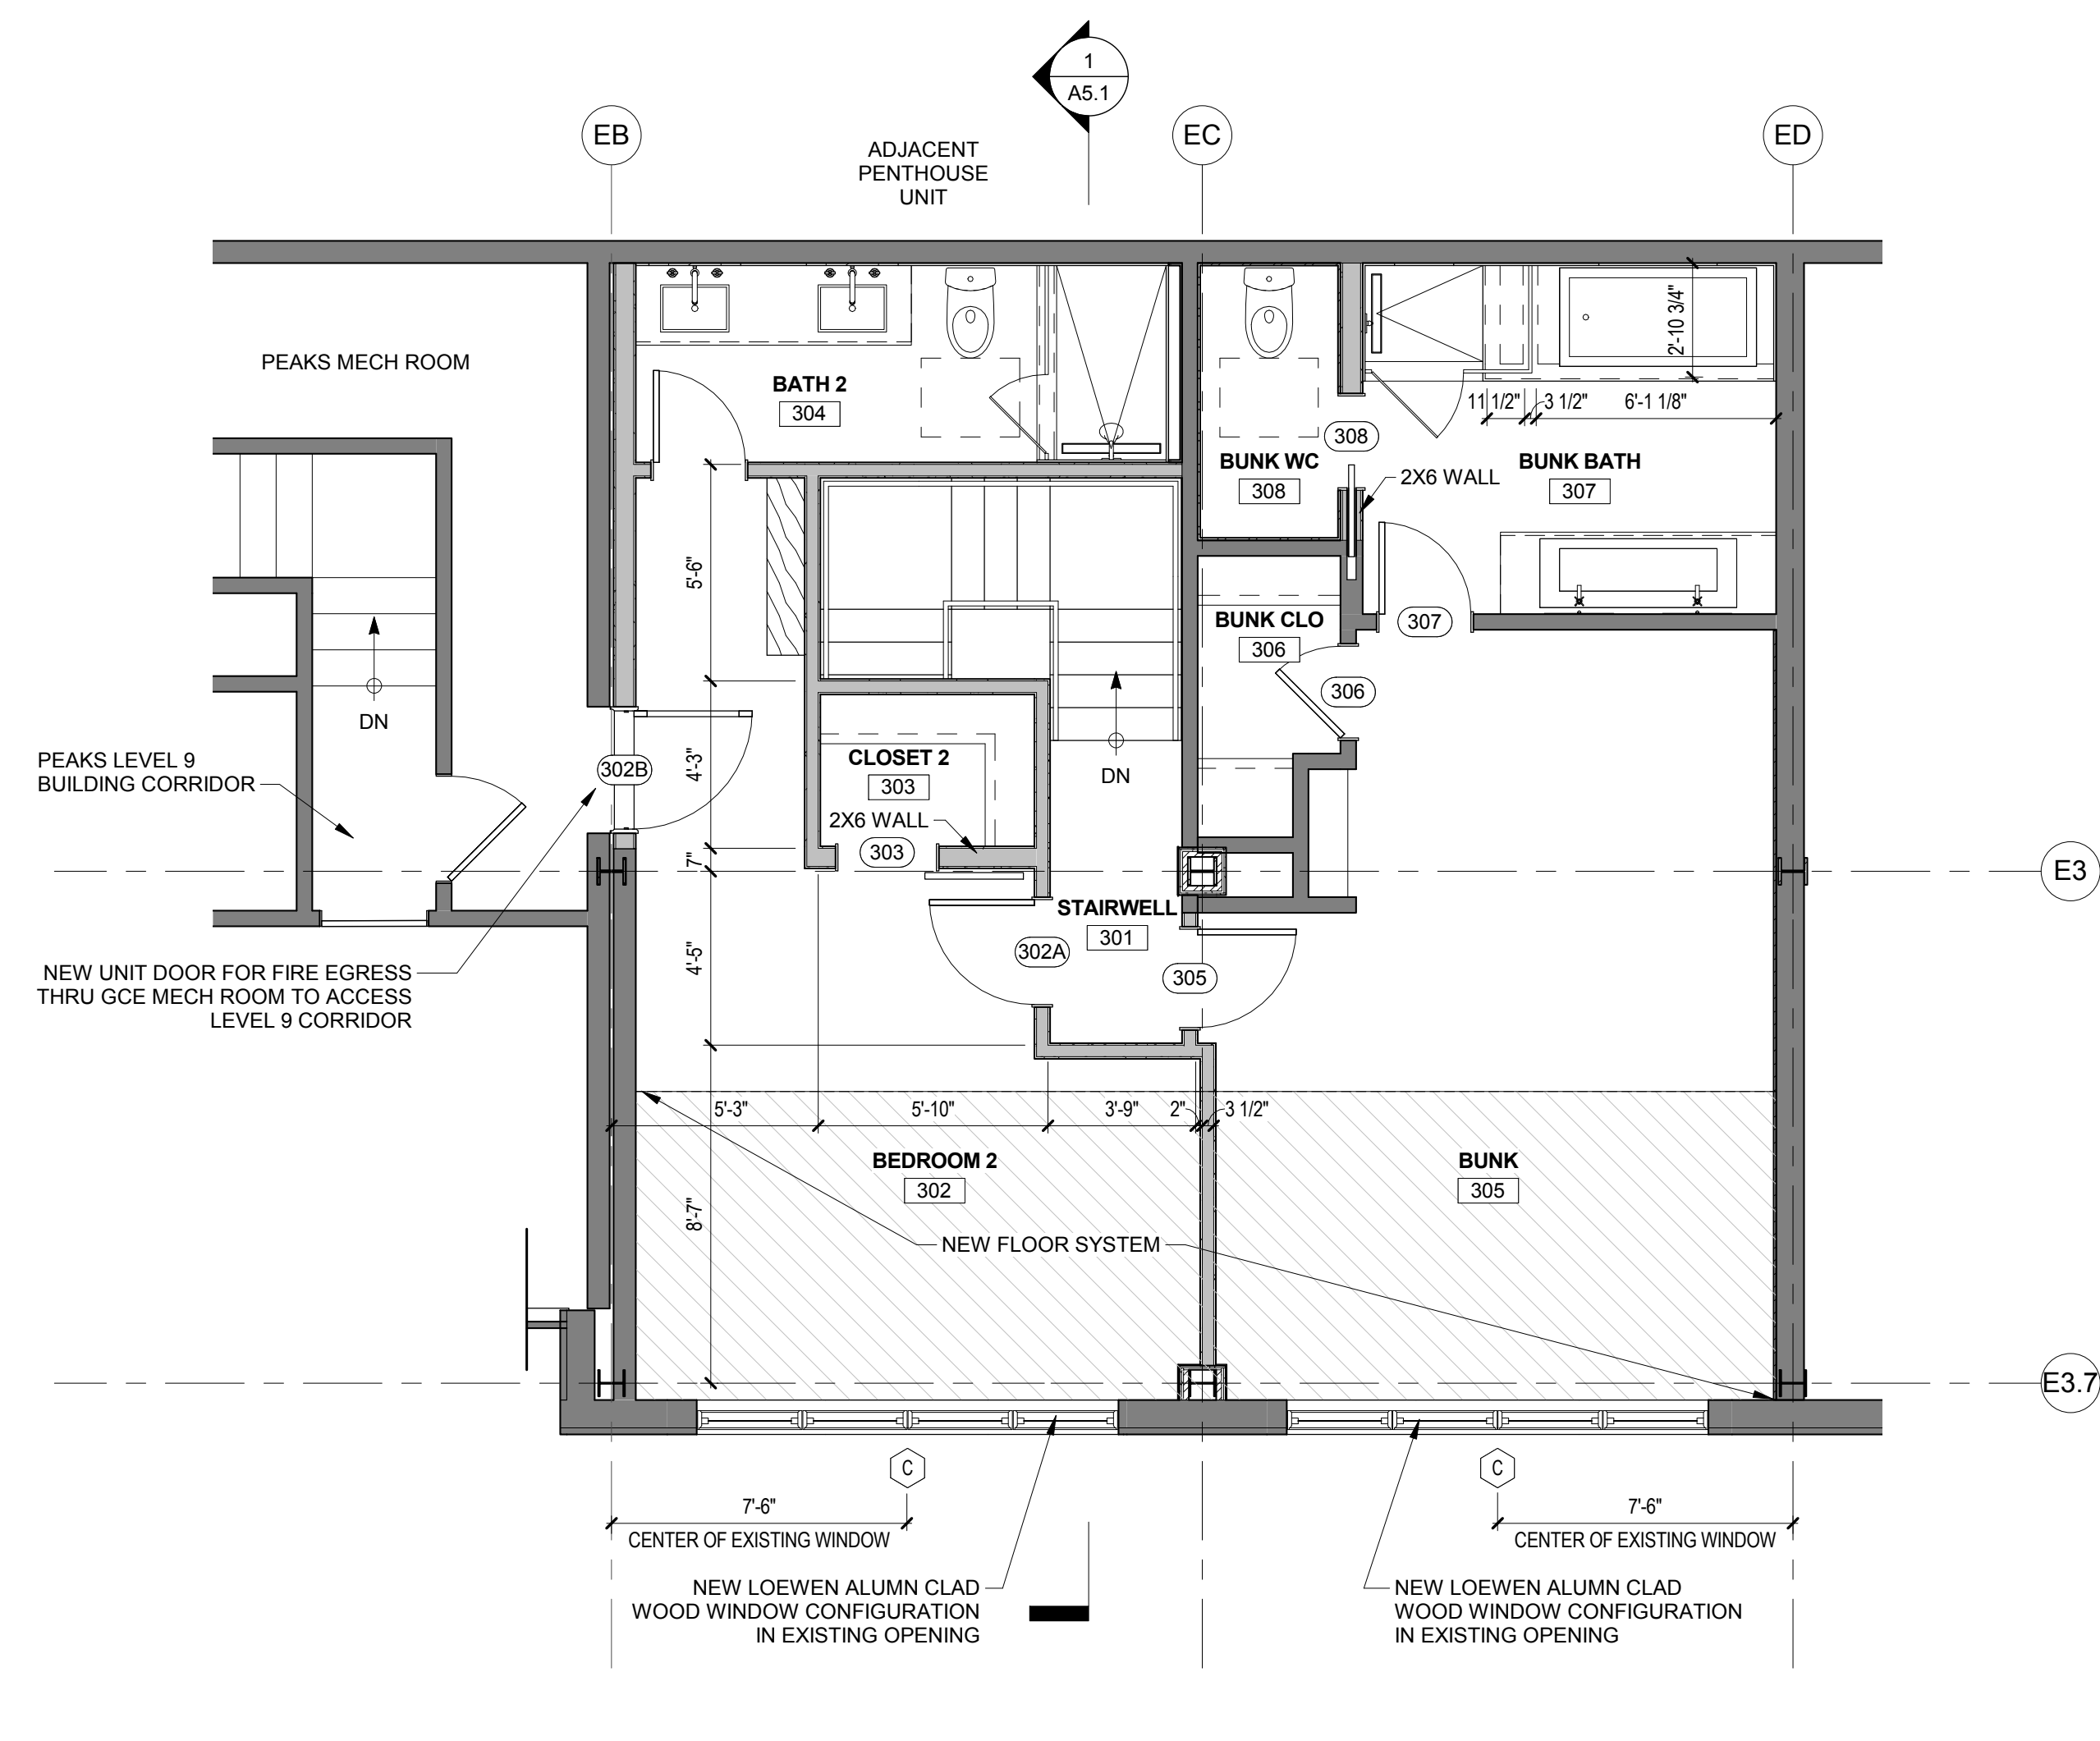 1
A5.1
EB
EC
ED
ADJACENT
PENTHOUSE
UNIT
PEAKS MECH ROOM
BATH 2
304
2'-10 3/4"
11 1/2"
3 1/2"
6'-1 1/8"
308
BUNK WC
308
BUNK BATH
307
2X6 WALL
5'-6"
BUNK CLO
306
307
306
DN
DN
PEAKS LEVEL 9
BUILDING CORRIDOR
302B
4'-3"
CLOSET 2
303
2X6 WALL
303
7"
E3
STAIRWELL
301
302A
305
4'-5"
NEW UNIT DOOR FOR FIRE EGRESS
THRU GCE MECH ROOM TO ACCESS
LEVEL 9 CORRIDOR
5'-3"
5'-10"
3'-9"
2"
3 1/2"
BEDROOM 2
302
BUNK
305
8'-7"
NEW FLOOR SYSTEM
E3.7
C
C
7'-6"
CENTER OF EXISTING WINDOW
7'-6"
CENTER OF EXISTING WINDOW
NEW LOEWEN ALUMN CLAD
WOOD WINDOW CONFIGURATION
IN EXISTING OPENING
NEW LOEWEN ALUMN CLAD
WOOD WINDOW CONFIGURATION
IN EXISTING OPENING